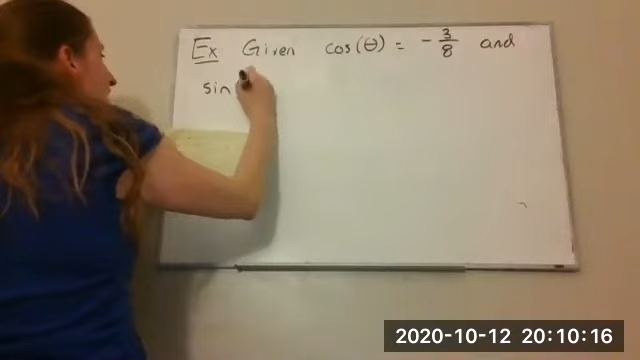 Ex Given cos(θ) = -3/8 and
sin
2020-10-12 20:10:16